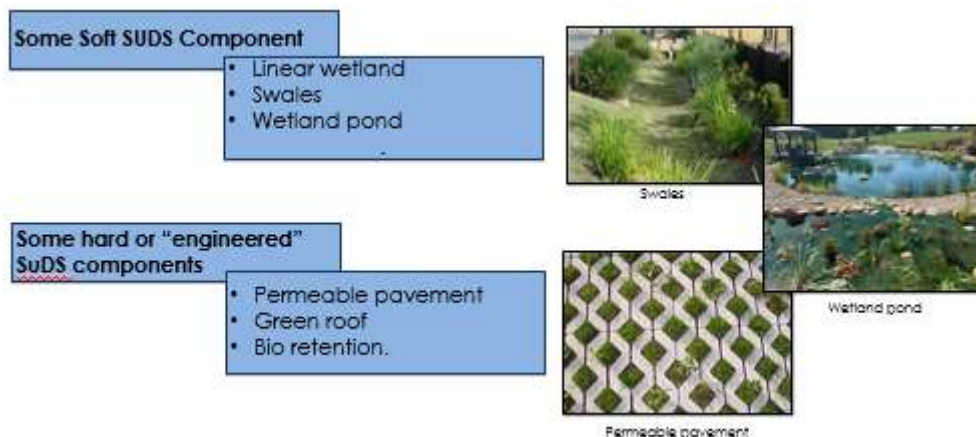 Some Soft SUDS Component
• Linear wetland
• Swales
• Wetland pond
.
Swales
Some hard or “engineered”
SuDS components
• Permeable pavement
• Green roof
• Bio retention.
Wetland pond
Permeable pavement